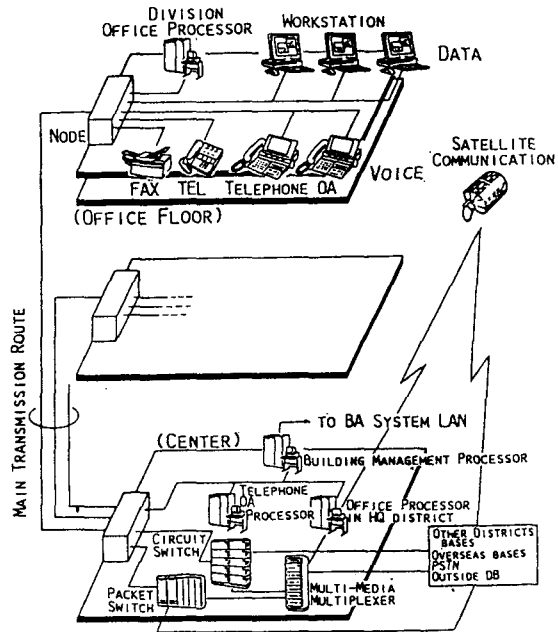 DIVISION
OFFICE PROCESSOR
WORKSTATION
DATA
NODE
FAX TEL TELEPHONE OA
VOICE
(OFFICE FLOOR)
SATELLITE
COMMUNICATION
MAIN TRANSMISSION ROUTE
(CENTER)
TO BA SYSTEM LAN
BUILDING MANAGEMENT PROCESSOR
TELEPHONE
OA
PROCESSOR
OFFICE PROCESSOR
IN HQ DISTRICT
CIRCUIT
SWITCH
PACKET
SWITCH
MULTI-MEDIA
MULTIPLEXER
OTHER DISTRICTS
BASES
OVERSEAS BASES
PSTN
OUTSIDE DB